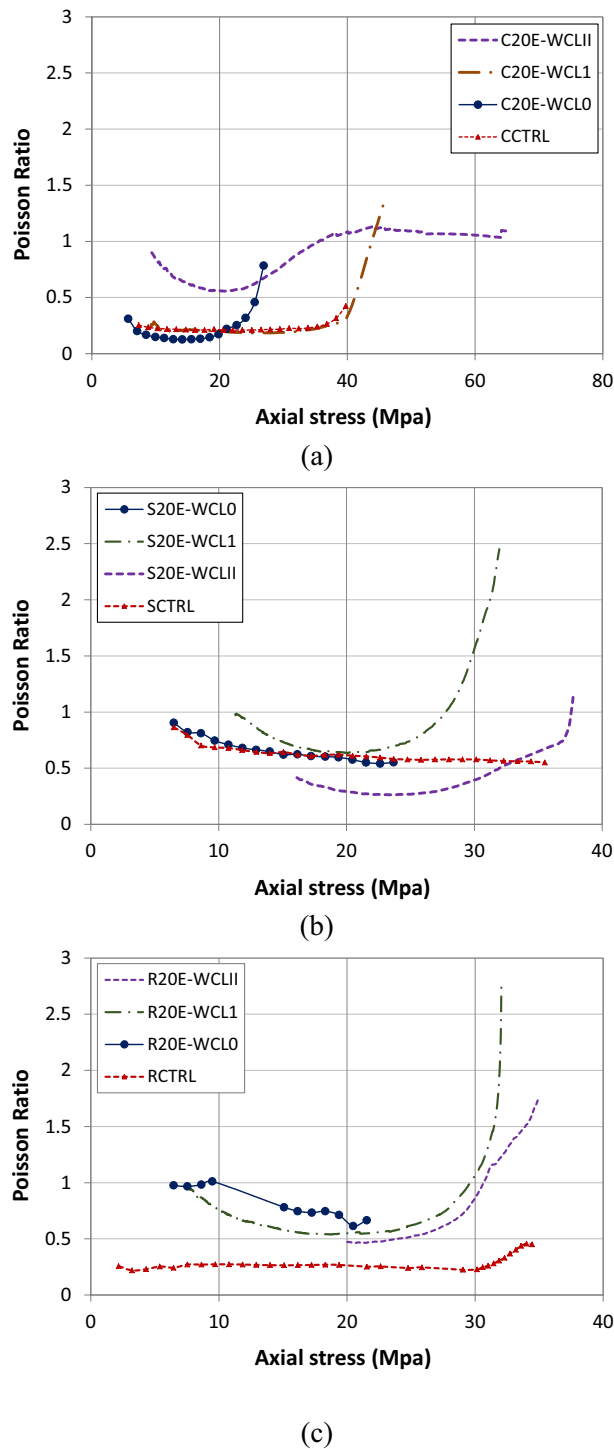 3
2.5
2
1.5
1
0.5
0
Poisson Ratio
C20E-WCLII
C20E-WCL1
C20E-WCL0
CCTRL
0 20 40 60 80
Axial stress (Mpa)
(a)
3
2.5
2
1.5
1
0.5
0
Poisson Ratio
S20E-WCL0
S20E-WCL1
S20E-WCLII
SCTRL
0 10 20 30 40
Axial stress (Mpa)
(b)
3
2.5
2
1.5
1
0.5
0
Poisson Ratio
R20E-WCLII
R20E-WCL1
R20E-WCL0
RCTRL
0 10 20 30 40
Axial stress (Mpa)
(c)